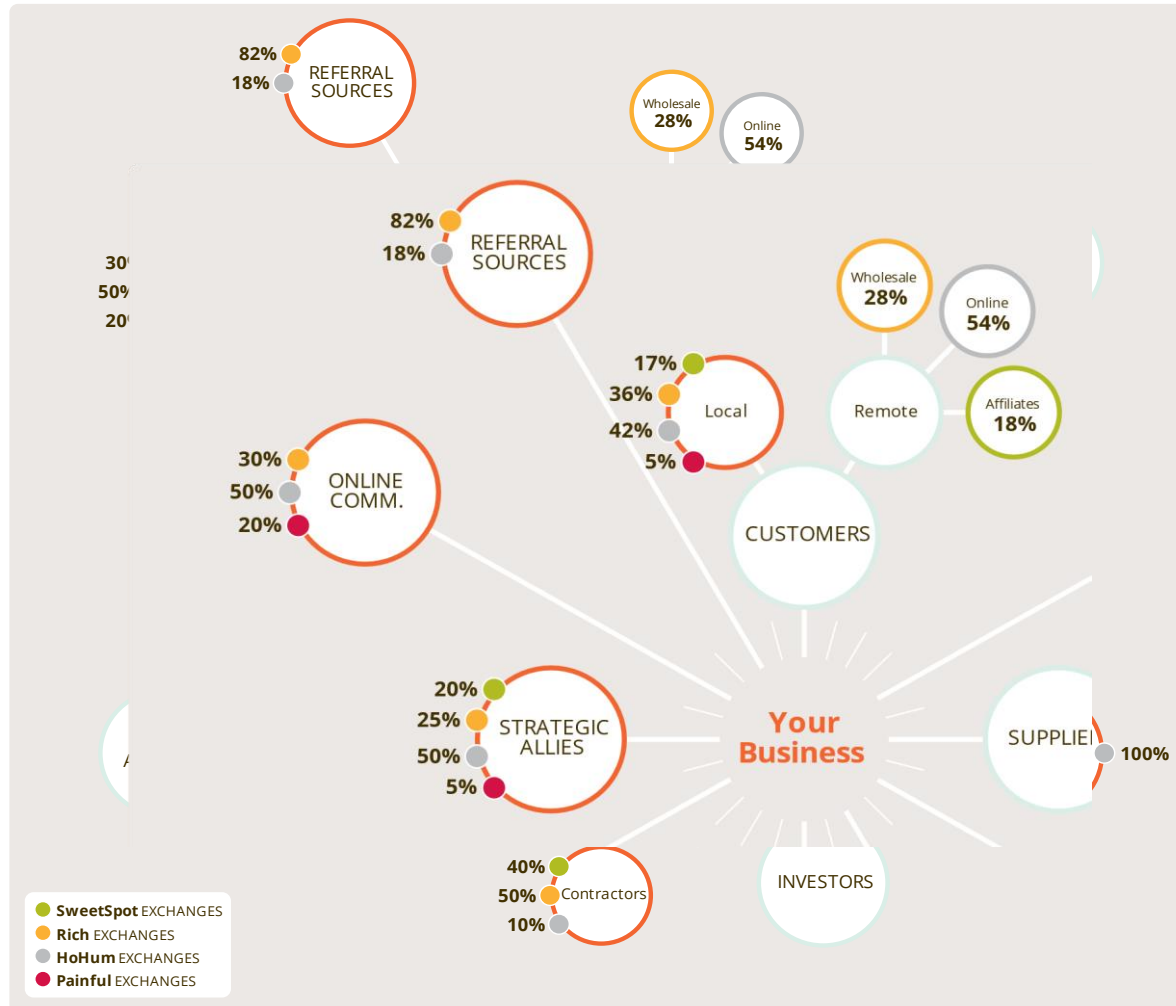 82%
18%
REFERRAL
SOURCES
Wholesale
28%
Online
54%
82%
18%
REFERRAL
SOURCES
Wholesale
28%
Online
54%
17%
36%
42%
5%
Local
Remote
Affiliates
18%
30%
50%
20%
ONLINE
COMM.
CUSTOMERS
20%
25%
50%
5%
STRATEGIC
ALLIES
Your
Business
100%
40%
50%
10%
Contractors
INVESTORS
SweetSpot EXCHANGES
Rich EXCHANGES
HoHum EXCHANGES
Painful EXCHANGES